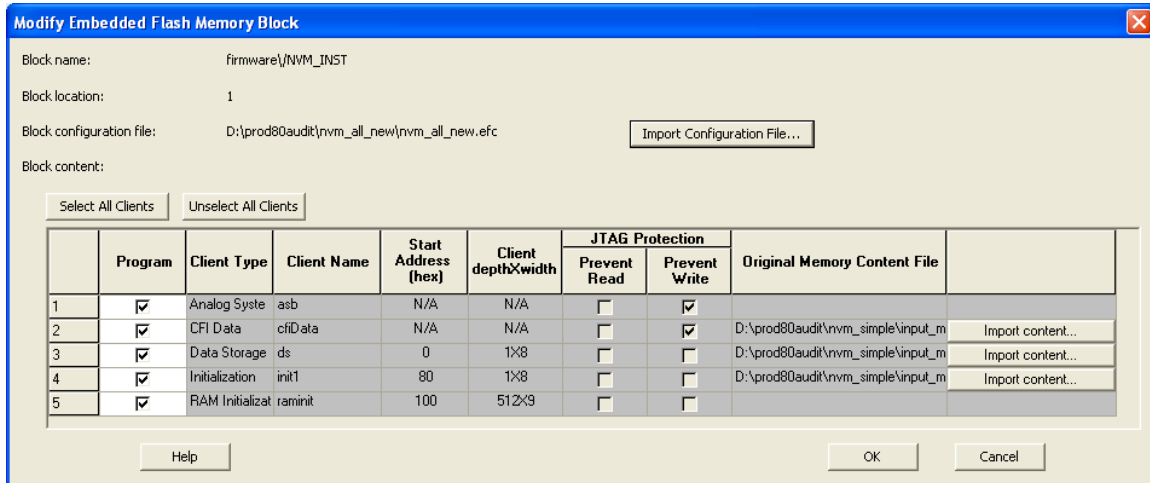 Modify Embedded Flash Memory Block
Block name: firmware\/NVM_INST
Block location: 1
Block configuration file: D:\prod80audit\nvm_all_new\nvm_all_new.efc Import Configuration File...
Block content:
Select All Clients Unselect All Clients
Program Client Type Client Name Start Address (hex) Client depthXwidth JTAG Protection Prevent Read Prevent Write Original Memory Content File
1 Analog Syste asb N/A N/A
2 CFI Data cfiData N/A N/A D:\prod80audit\nvm_simple\input_m Import content...
3 Data Storage ds 0 1X8 D:\prod80audit\nvm_simple\input_m Import content...
4 Initialization init1 80 1X8 D:\prod80audit\nvm_simple\input_m Import content...
5 RAM Initializat raminit 100 512X9
Help OK Cancel